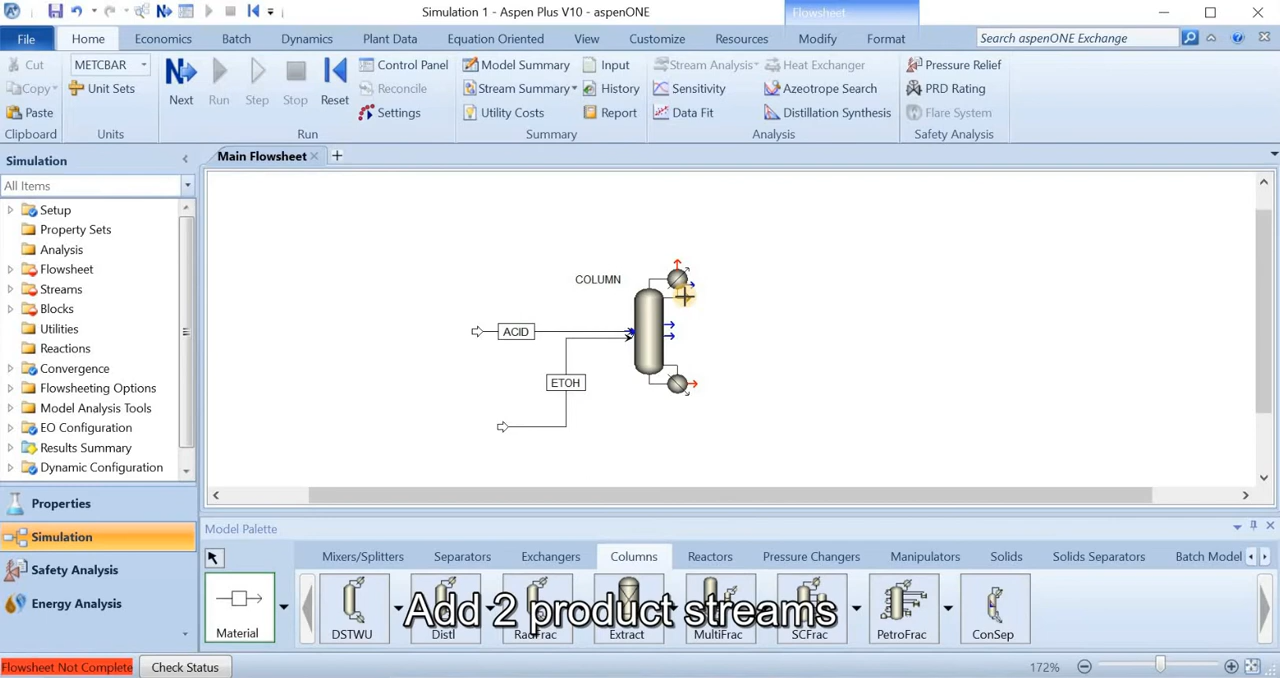 Simulation 1 - Aspen Plus V10 - aspenONE
Flowsheet
File Home Economics Batch Dynamics Plant Data Equation Oriented View Customize Resources Modify Format Search aspenONE Exchange
Cut
Copy
Paste
Clipboard
METCBAR
Unit Sets
Units
Next Run Step Stop Reset
Control Panel
Reconcile
Settings
Run
Model Summary
Stream Summary
Utility Costs
Input
History
Report
Summary
Stream Analysis
Sensitivity
Data Fit
Heat Exchanger
Azeotrope Search
Distillation Synthesis
Analysis
Pressure Relief
PRD Rating
Flare System
Safety Analysis
Simulation
All Items
Setup
Property Sets
Analysis
Flowsheet
Streams
Blocks
Utilities
Reactions
Convergence
Flowsheeting Options
Model Analysis Tools
EO Configuration
Results Summary
Dynamic Configuration
Properties
Simulation
Safety Analysis
Energy Analysis
Main Flowsheet
COLUMN
ACID
ETOH
Model Palette
Mixers/Splitters Separators Exchangers Columns Reactors Pressure Changers Manipulators Solids Solids Separators Batch Model
Material DSTWU Distl RadFrac Extract MultiFrac SCFrac PetroFrac ConSep
Add 2 product streams
Flowsheet Not Complete Check Status 172%